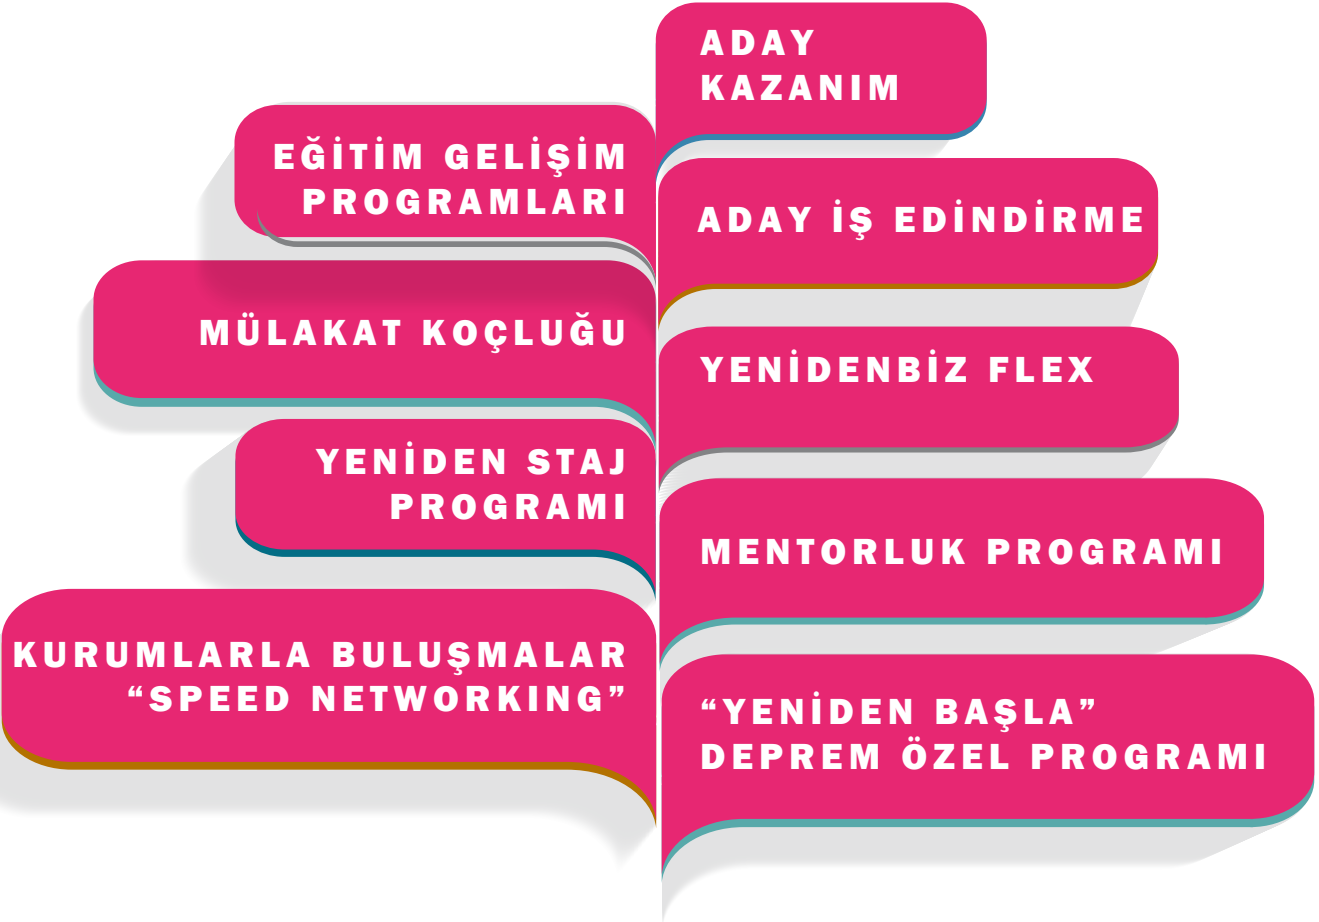 ADAY
KAZANIM
EĞİTİM GELİŞİM
PROGRAMLARI
ADAY İŞ EDİNDİRME
MÜLAKAT KOÇLUĞU
YENİDENBİZ FLEX
YENİDEN STAJ
PROGRAMI
MENTORLUK PROGRAMI
KURUMLARLA BULUŞMALAR
“SPEED NETWORKING”
“YENİDEN BAŞLA”
DEPREM ÖZEL PROGRAMI